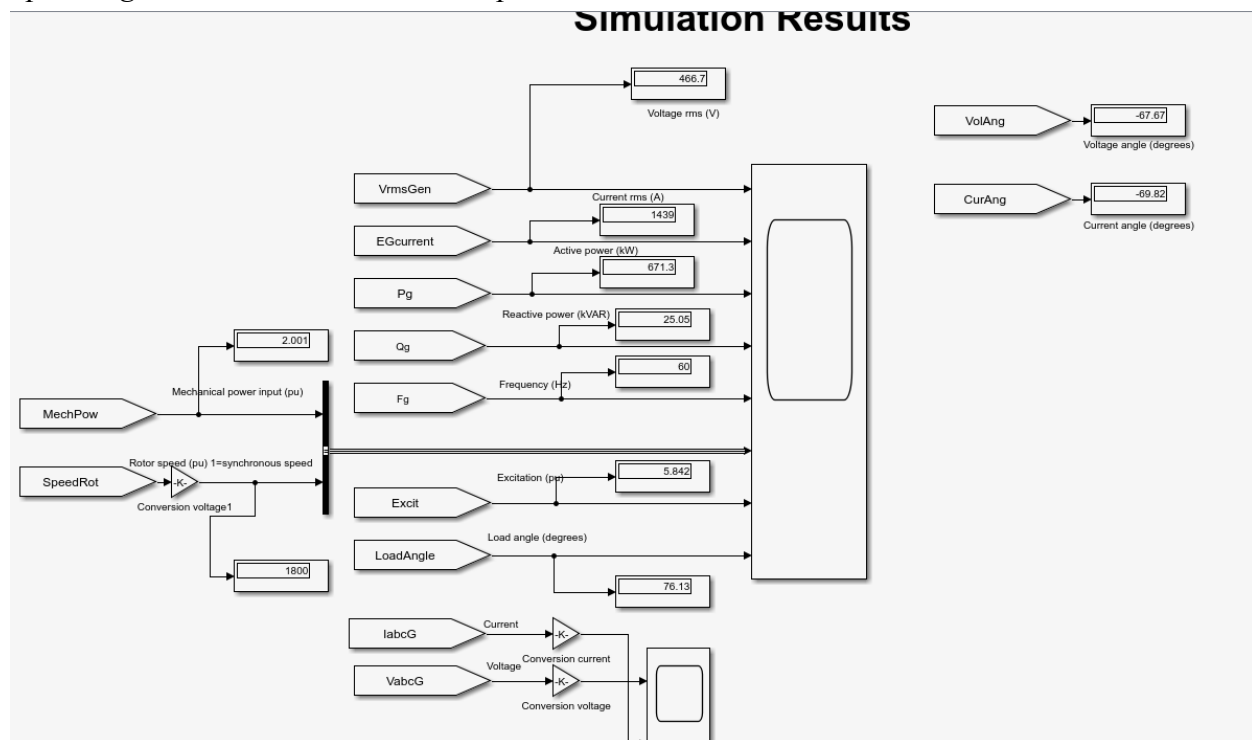 Simulation Results
466.7
Voltage rms (V)
VolAng
-67.67
Voltage angle (degrees)
VrmsGen
CurAng
-69.82
Current angle (degrees)
Current rms (A)
1439
EGcurrent
Active power (kW)
671.3
Pg
Reactive power (kVAR)
25.05
Qg
2.001
Mechanical power input (pu)
Frequency (Hz)
60
Fg
MechPow
Rotor speed (pu) 1=synchronous speed
SpeedRot
-K-
Conversion voltage1
Excitation (pu)
5.842
Excit
Load angle (degrees)
LoadAngle
1800
76.13
IabcG
Current
-K-
Conversion current
VabcG
Voltage
-K-
Conversion voltage